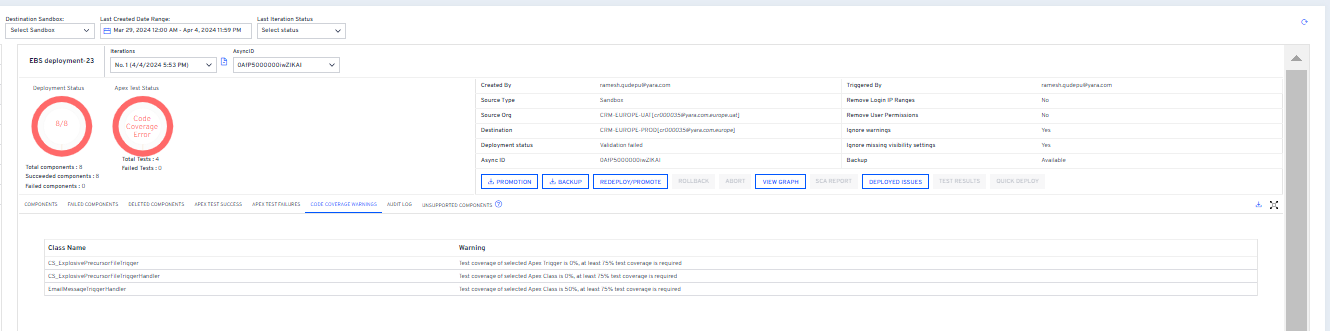 Destination Sandbox: Last Created Date Range: Last Iteration Status
Select Sandbox Mar 29, 2024 12:00 AM - Apr 4, 2024 11:59 PM Select status
EBS deployment-23
Iterations AsyncID
No. 1 (4/4/2024 5:53 PM) 0AfP5000000iwZIKAI
Deployment Status Apex Test Status
8/8 Code Coverage Error
Total components : 8
Succeeded components : 8
Failed components : 0
Total Tests : 4
Failed Tests : 0
Created By ramesh.gudepu@yara.com Triggered By ramesh.gudepu@yara.com
Source Type Sandbox Remove Login IP Ranges No
Source Org CRM-EUROPE-UAT [cr000035@yara.com.europe.uat] Remove User Permissions No
Destination CRM-EUROPE-PROD [cr000035@yara.com.europe] Ignore warnings Yes
Deployment status Validation failed Ignore missing visibility settings Yes
Async ID 0AfP5000000iwZIKAI Backup Available
PROMOTION BACKUP REDEPLOY/PROMOTE ROLLBACK ABORT VIEW GRAPH SCA REPORT DEPLOYED ISSUES TEST RESULTS QUICK DEPLOY
COMPONENTS FAILED COMPONENTS DELETED COMPONENTS APEX TEST SUCCESS APEX TEST FAILURES CODE COVERAGE WARNINGS AUDIT LOG UNSUPPORTED COMPONENTS
Class Name Warning
CS_ExplosivePrecursorFileTrigger Test coverage of selected Apex Trigger is 0%, at least 75% test coverage is required
CS_ExplosivePrecursorFileTriggerHandler Test coverage of selected Apex Class is 0%, at least 75% test coverage is required
EmailMessageTriggerHandler Test coverage of selected Apex Class is 50%, at least 75% test coverage is required